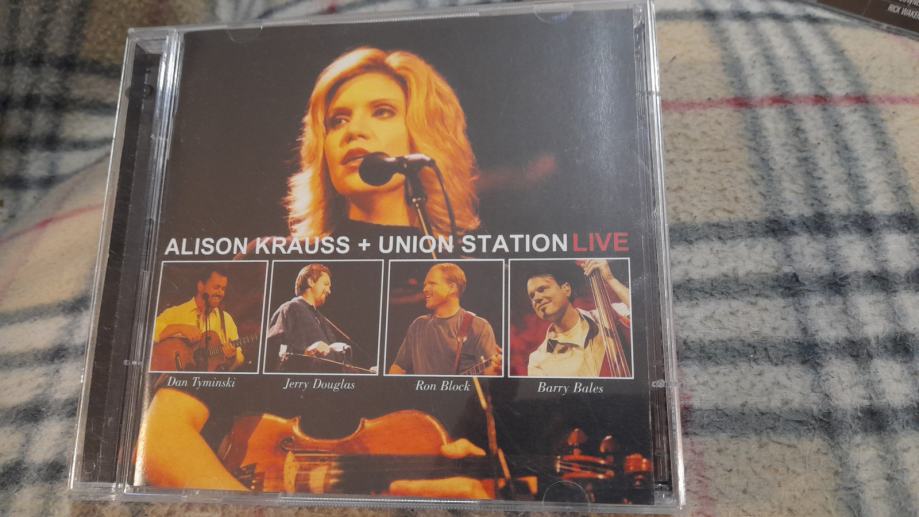 ALISON KRAUSS + UNION STATION LIVE
Dan Tyminski Jerry Douglas Ron Block Barry Bales